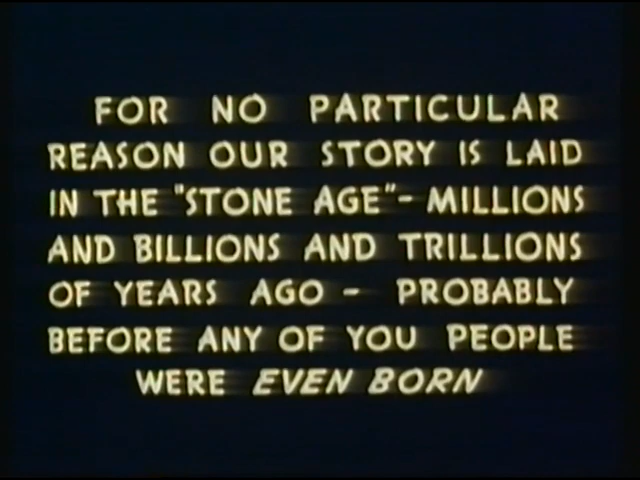 FOR NO PARTICULAR
REASON OUR STORY IS LAID
IN THE "STONE AGE"- MILLIONS
AND BILLIONS AND TRILLIONS
OF YEARS AGO - PROBABLY
BEFORE ANY OF YOU PEOPLE
WERE EVEN BORN